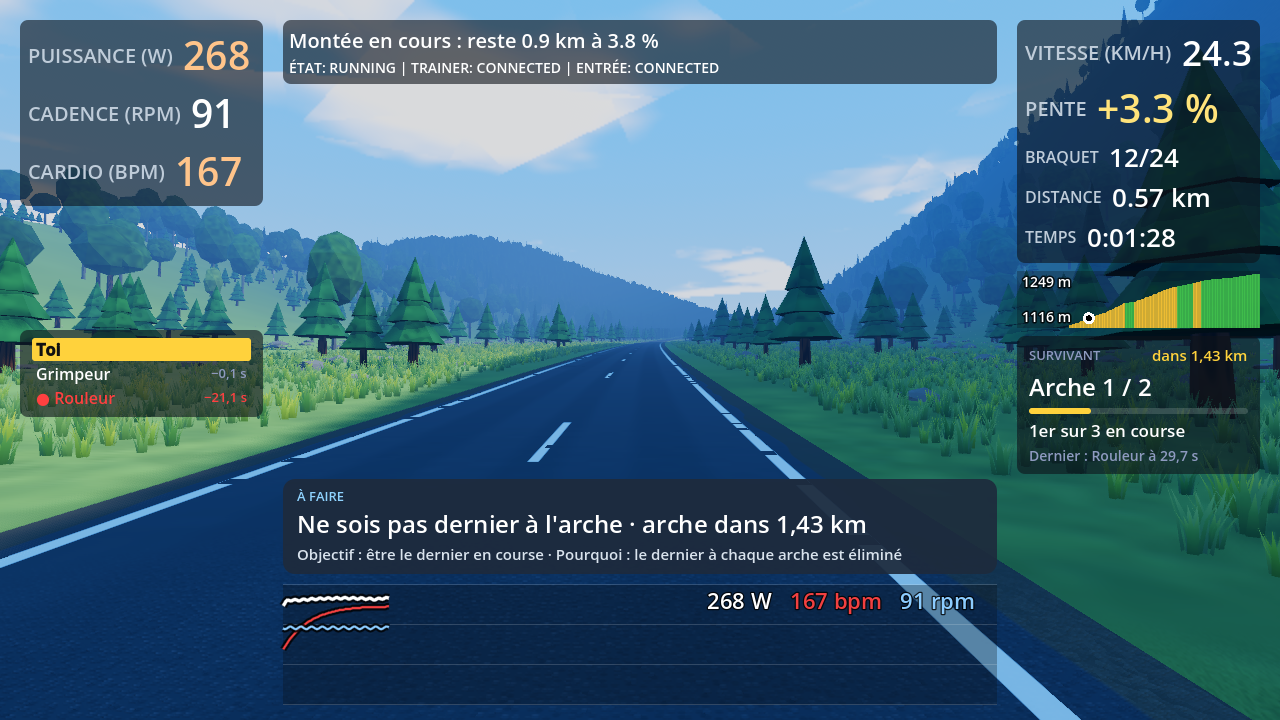 PUISSANCE (W) 268
CADENCE (RPM) 91
CARDIO (BPM) 167
Montée en cours : reste 0.9 km à 3.8 %
ÉTAT: RUNNING | TRAINER: CONNECTED | ENTRÉE: CONNECTED
VITESSE (KM/H) 24.3
PENTE +3.3 %
BRAQUET 12/24
DISTANCE 0.57 km
TEMPS 0:01:28
1249 m
1116 m
Toi
Grimpeur −0,1 s
Rouleur −21,1 s
SURVIVANT dans 1,43 km
Arche 1 / 2
1er sur 3 en course
Dernier : Rouleur à 29,7 s
À FAIRE
Ne sois pas dernier à l'arche · arche dans 1,43 km
Objectif : être le dernier en course · Pourquoi : le dernier à chaque arche est éliminé
268 W 167 bpm 91 rpm